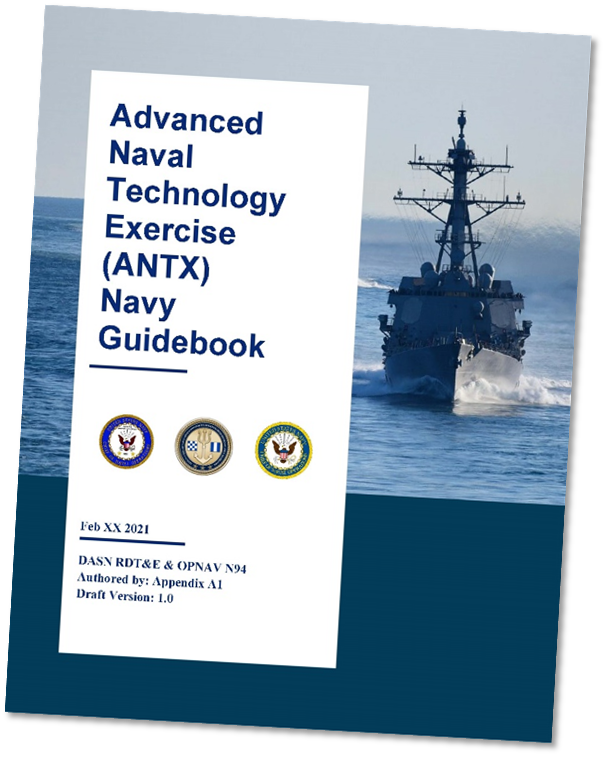 Advanced
Naval
Technology
Exercise
(ANTX)
Navy
Guidebook
Feb XX 2021
DASN RDT&E & OPNAV N94
Authored by: Appendix A1
Draft Version: 1.0